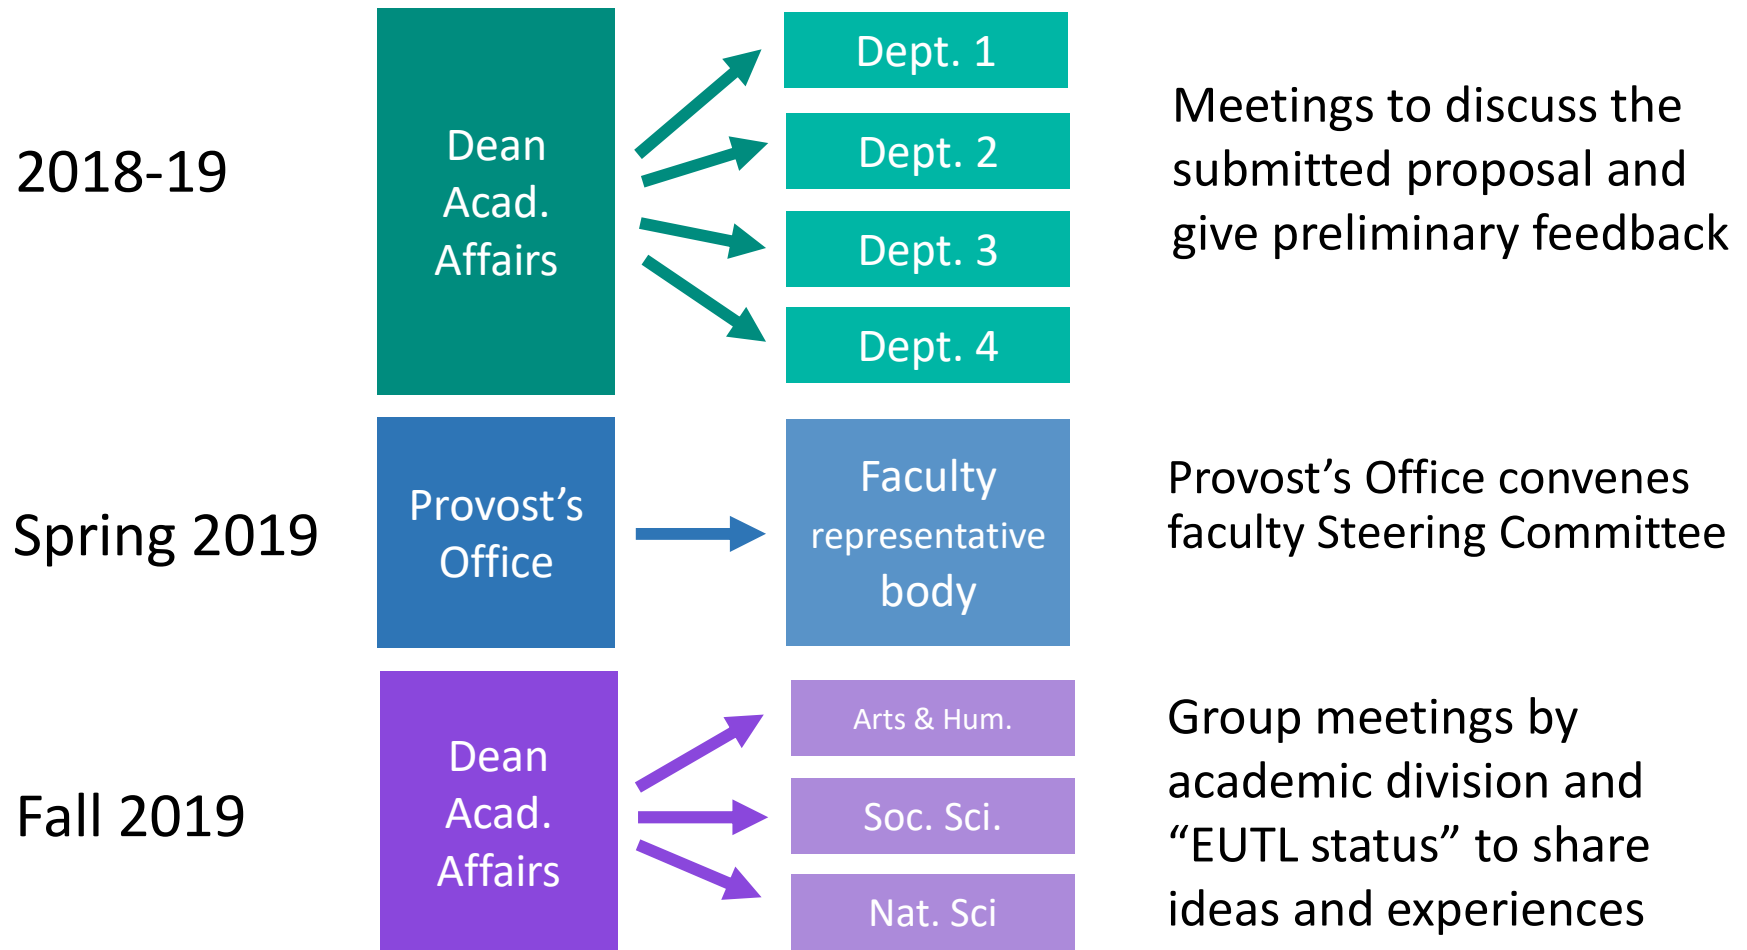 2018-19
Dean
Acad.
Affairs
Dept. 1
Dept. 2
Dept. 3
Dept. 4
Meetings to discuss the
submitted proposal and
give preliminary feedback
Spring 2019
Provost’s
Office
Faculty
representative
body
Provost’s Office convenes
faculty Steering Committee
Fall 2019
Dean
Acad.
Affairs
Arts & Hum.
Soc. Sci.
Nat. Sci
Group meetings by
academic division and
“EUTL status” to share
ideas and experiences